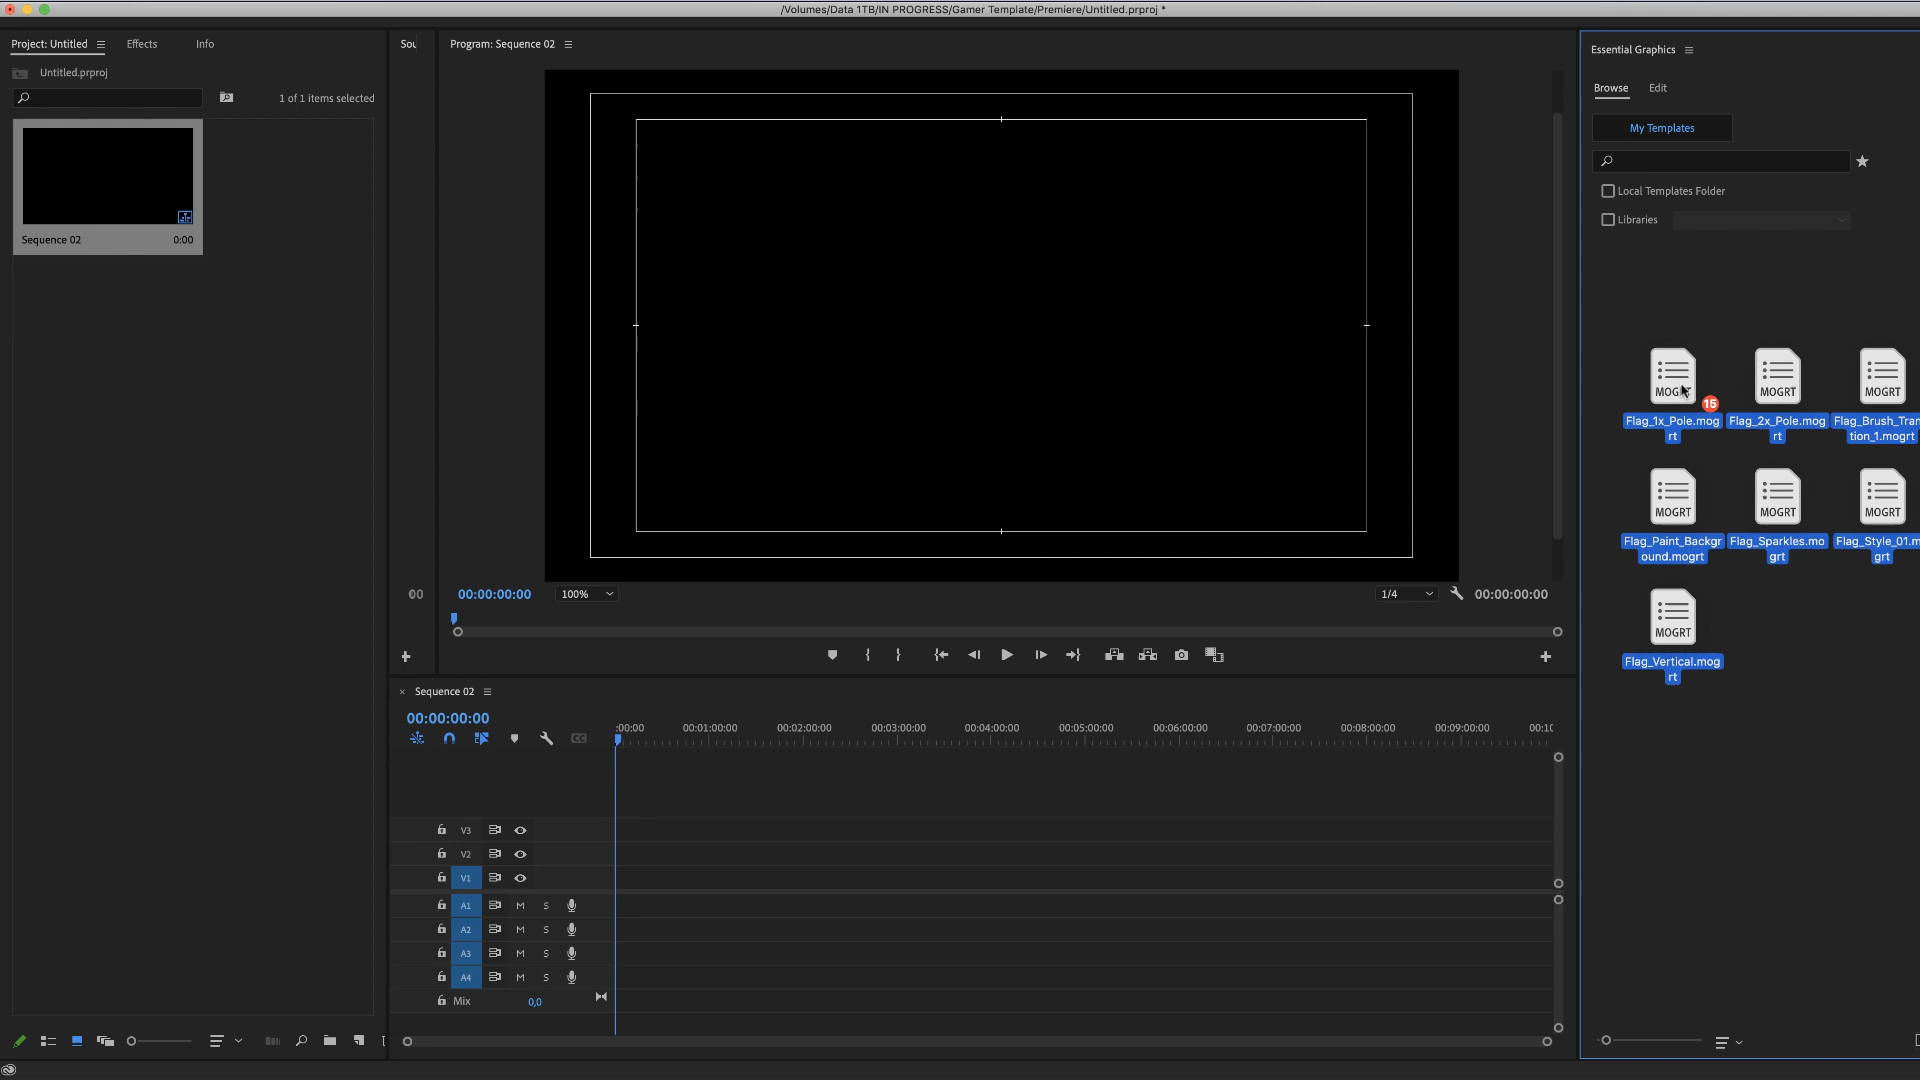 /Volumes/Data 1TB/IN PROGRESS/Gamer Template/Premiere/Untitled.prproj *
Project: Untitled
Effects
Info
Sou
Program: Sequence 02
Essential Graphics
Untitled.prproj
1 of 1 items selected
Browse
Edit
My Templates
Local Templates Folder
Libraries
Sequence 02
0:00
MOGRT
MOGRT
MOGRT
15
Flag_1x_Pole.mog
rt
Flag_2x_Pole.mog
rt
Flag_Brush_Tran
tion_1.mogrt
MOGRT
MOGRT
MOGRT
Flag_Paint_Backgr
ound.mogrt
Flag_Sparkles.mo
grt
Flag_Style_01.m
grt
MOGRT
Flag_Vertical.mog
rt
00
00:00:00:00
100%
1/4
00:00:00:00
Sequence 02
00:00:00:00
CC
:00:00
00:01:00:00
00:02:00:00
00:03:00:00
00:04:00:00
00:05:00:00
00:06:00:00
00:07:00:00
00:08:00:00
00:09:00:00
00:10
V3
V2
V1
A1 M S
A2 M S
A3 M S
A4 M S
Mix 0,0